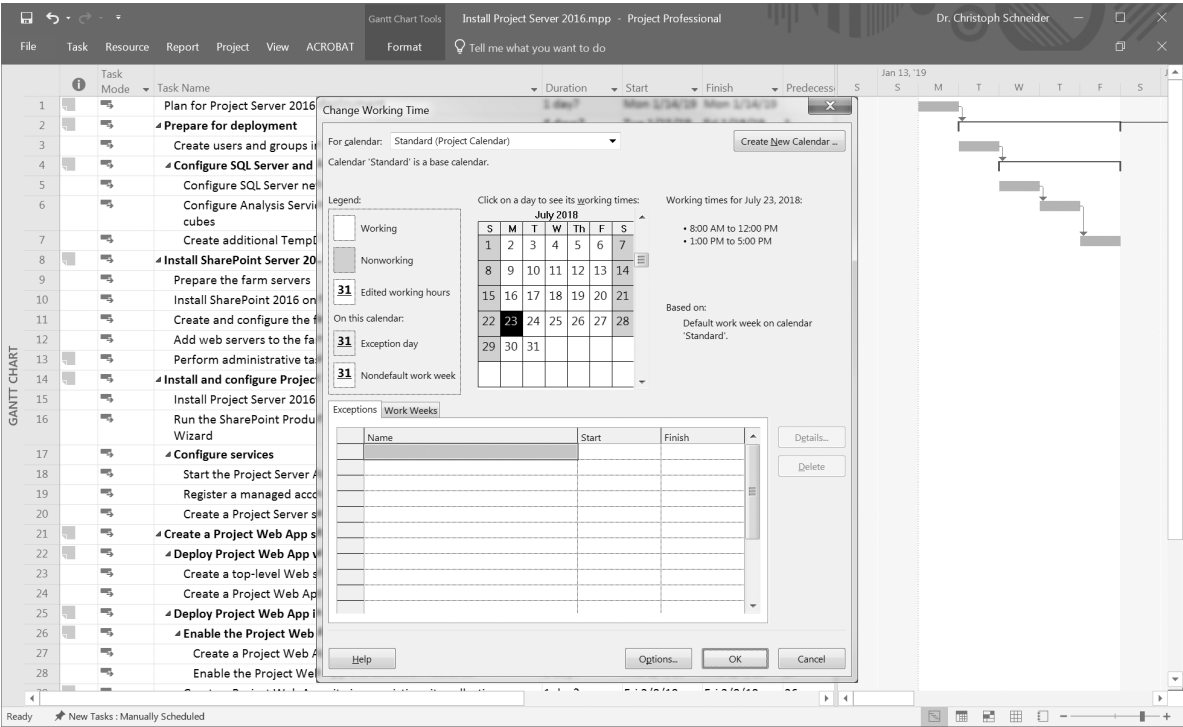 Gantt Chart Tools
Install Project Server 2016.mpp - Project Professional
Dr. Christoph Schneider
File Task Resource Report Project View ACROBAT Format Tell me what you want to do
Task Mode Task Name Duration Start Finish Predecess
Jan 13, '19
S S M T W T F S
1 Plan for Project Server 2016
2 Prepare for deployment
3 Create users and groups i
4 Configure SQL Server and
5 Configure SQL Server ne
6 Configure Analysis Servi
cubes
7 Create additional Temp
8 Install SharePoint Server 20
9 Prepare the farm servers
10 Install SharePoint 2016 on
11 Create and configure the f
12 Add web servers to the fa
13 Perform administrative ta
14 Install and configure Projec
15 Install Project Server 2016
16 Run the SharePoint Produ
Wizard
17 Configure services
18 Start the Project Server A
19 Register a managed acco
20 Create a Project Server s
21 Create a Project Web App s
22 Deploy Project Web App v
23 Create a top-level Web s
24 Create a Project Web Ap
25 Deploy Project Web App i
26 Enable the Project Web
27 Create a Project Web A
28 Enable the Project We
GANTT CHART
Change Working Time
For calendar: Standard (Project Calendar)
Create New Calendar ...
Calendar 'Standard' is a base calendar.
Legend:
Working
Nonworking
31 Edited working hours
On this calendar:
31 Exception day
31 Nondefault work week
Click on a day to see its working times:
July 2018
S M T W Th F S
1 2 3 4 5 6 7
8 9 10 11 12 13 14
15 16 17 18 19 20 21
22 23 24 25 26 27 28
29 30 31
Working times for July 23, 2018:
• 8:00 AM to 12:00 PM
• 1:00 PM to 5:00 PM
Based on:
Default work week on calendar
'Standard'.
Exceptions Work Weeks
Name Start Finish
Details...
Delete
Help Options... OK Cancel
Ready New Tasks : Manually Scheduled